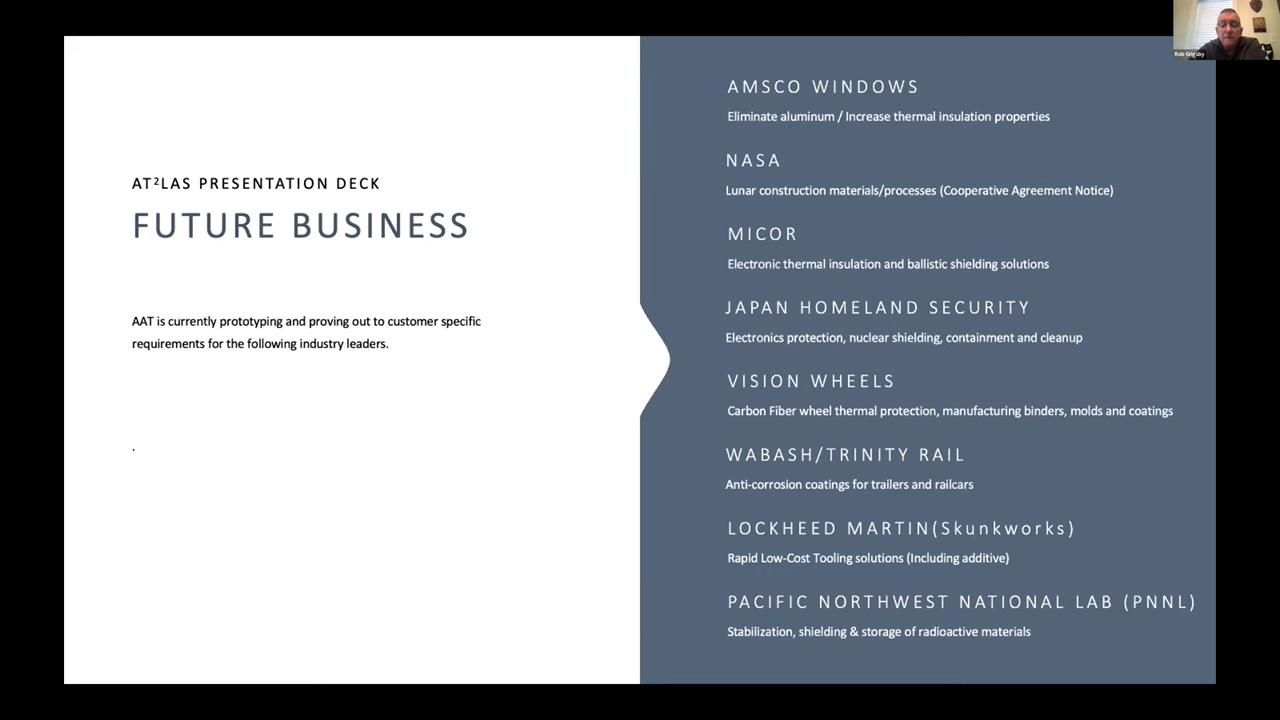 AT²LAS PRESENTATION DECK
FUTURE BUSINESS
AAT is currently prototyping and proving out to customer specific
requirements for the following industry leaders.
.
AMSCO WINDOWS
Eliminate aluminum / Increase thermal insulation properties
NASA
Lunar construction materials/processes (Cooperative Agreement Notice)
MICOR
Electronic thermal insulation and ballistic shielding solutions
JAPAN HOMELAND SECURITY
Electronics protection, nuclear shielding, containment and cleanup
VISION WHEELS
Carbon Fiber wheel thermal protection, manufacturing binders, molds and coatings
WABASH/TRINITY RAIL
Anti-corrosion coatings for trailers and railcars
LOCKHEED MARTIN(Skunkworks)
Rapid Low-Cost Tooling solutions (Including additive)
PACIFIC NORTHWEST NATIONAL LAB (PNNL)
Stabilization, shielding & storage of radioactive materials
Rob Grigsby